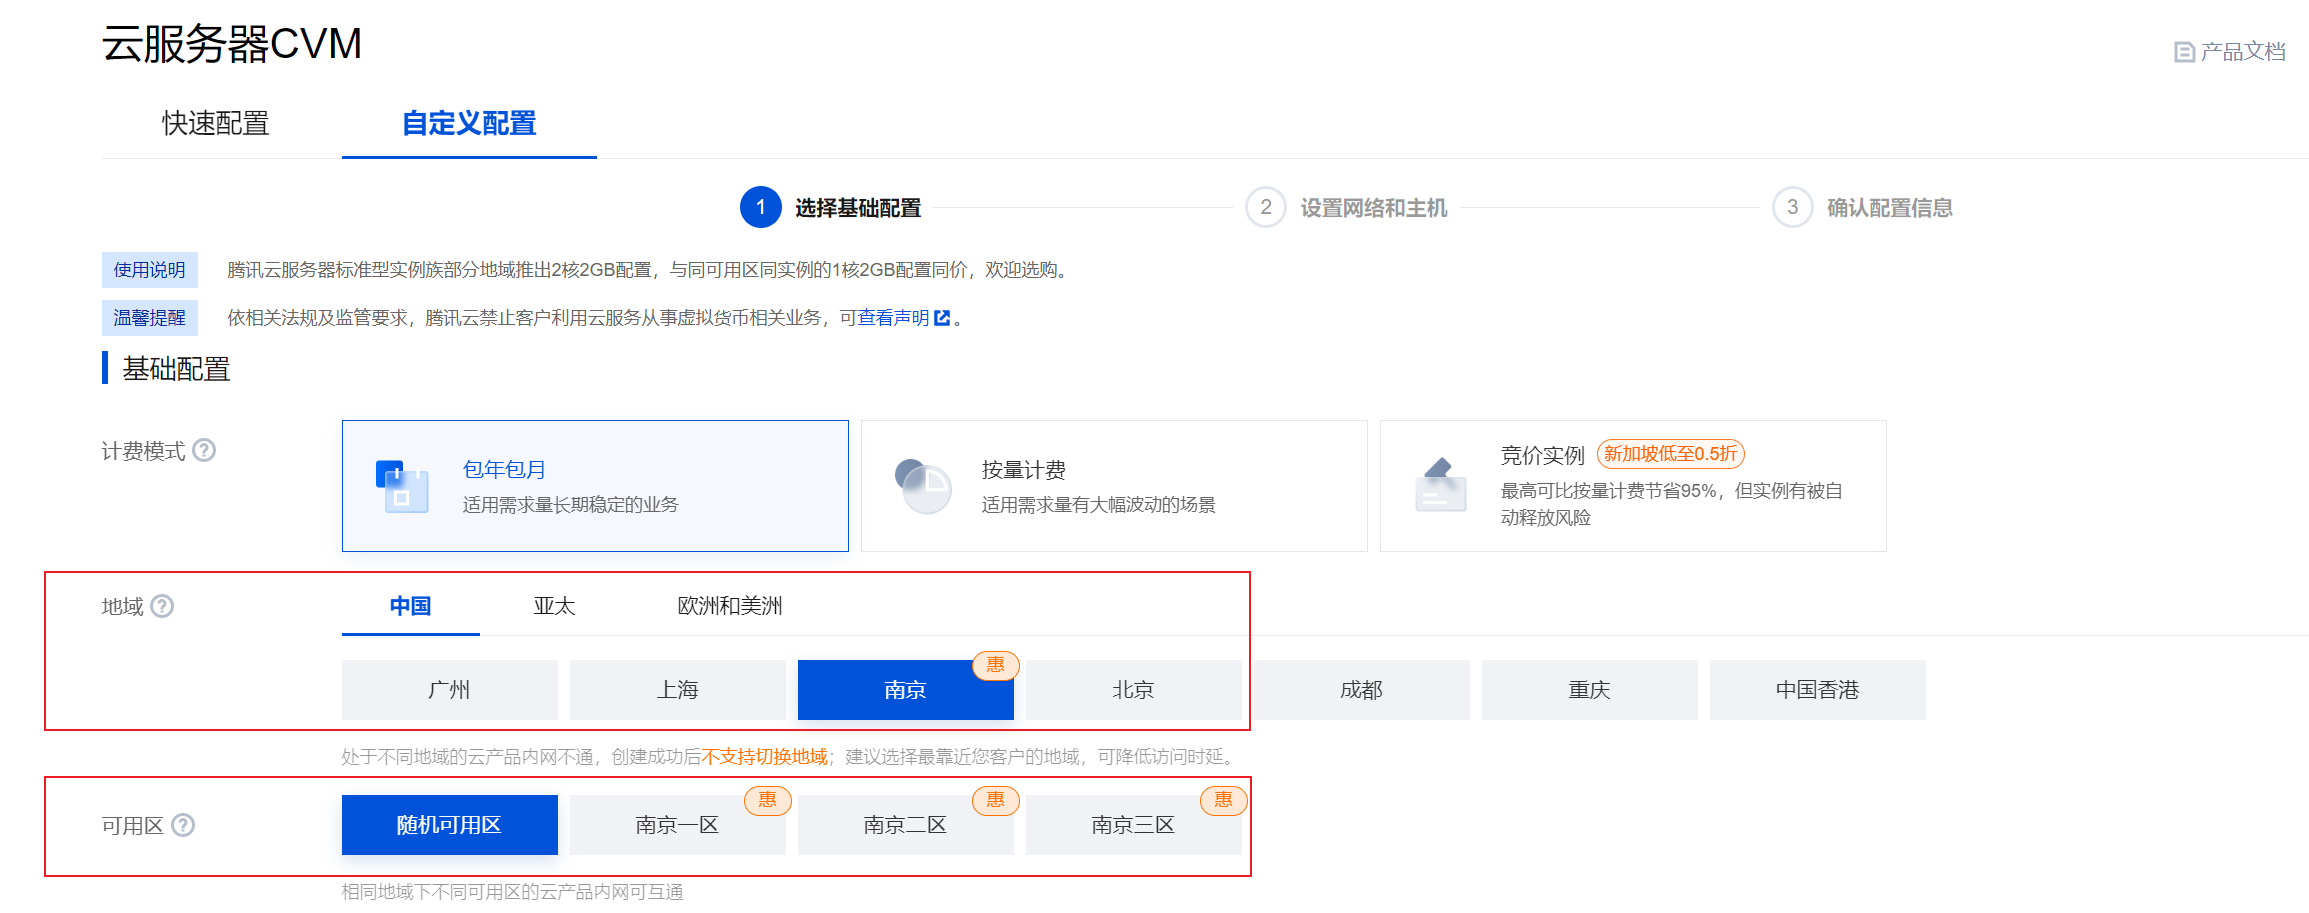 云服务器CVM
产品文档
快速配置
自定义配置
1 选择基础配置
2 设置网络和主机
3 确认配置信息
使用说明
腾讯云服务器标准型实例族部分地域推出2核2GB配置，与同可用区同实例的1核2GB配置同价，欢迎选购。
温馨提醒
依相关法规及监管要求，腾讯云禁止客户利用云服务从事虚拟货币相关业务，可查看声明。
基础配置
计费模式 ?
包年包月
适用需求量长期稳定的业务
按量计费
适用需求量有大幅波动的场景
竞价实例 新加坡低至0.5折
最高可比按量计费节省95%，但实例有被自
动释放风险
地域 ?
中国
亚太
欧洲和美洲
广州
上海
南京
惠
北京
成都
重庆
中国香港
处于不同地域的云产品内网不通，创建成功后不支持切换地域；建议选择最靠近您客户的地域，可降低访问时延。
可用区 ?
随机可用区
南京一区
惠
南京二区
惠
南京三区
惠
相同地域下不同可用区的云产品内网可互通